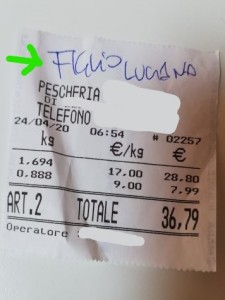 FIGLIO LUCIANO
PESCHERIA
DI
TELEFONO
24/04/20 06:54 # 02257
kg €/kg €
1.694 17.00 28.80
0.888 9.00 7.99
ART.2 TOTALE 36,79
Operatore :